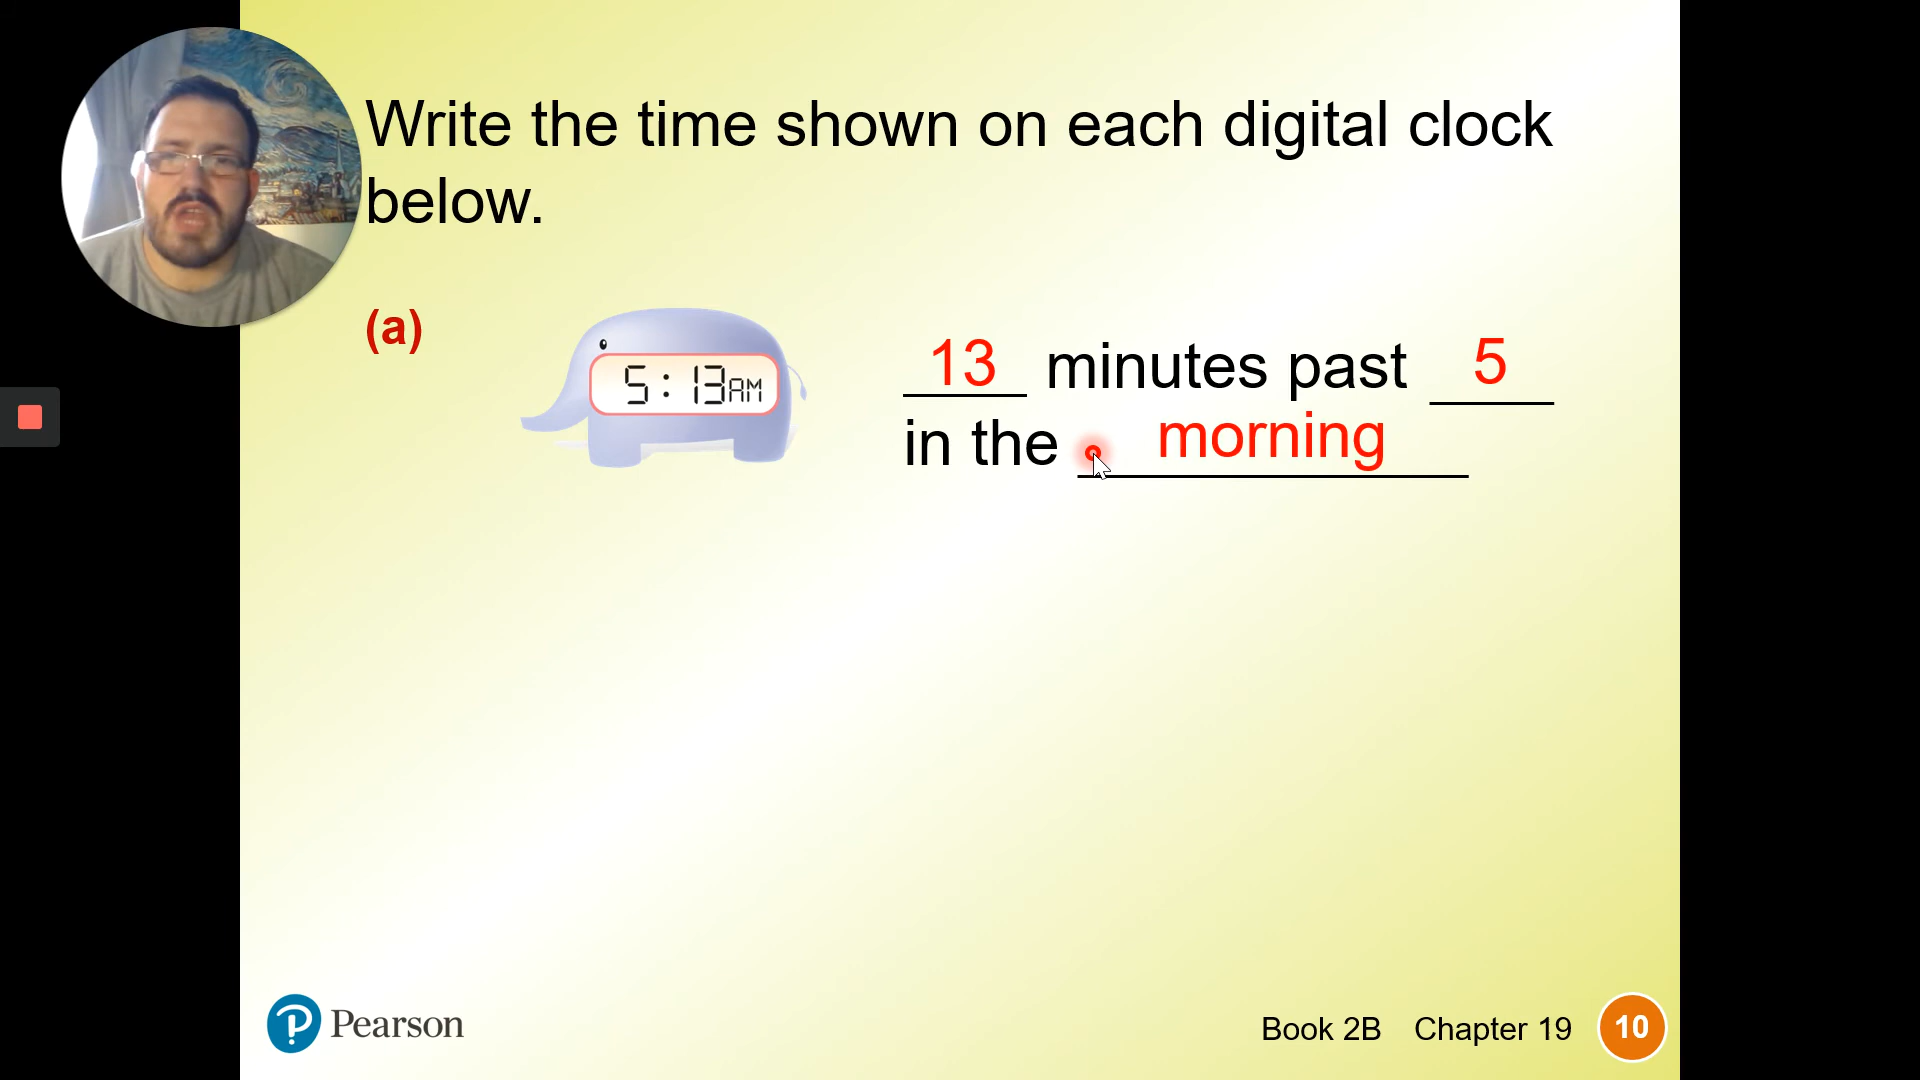 Write the time shown on each digital clock
below.
(a)
5:13AM
13 minutes past 5
in the morning
Pearson
Book 2B Chapter 19 10